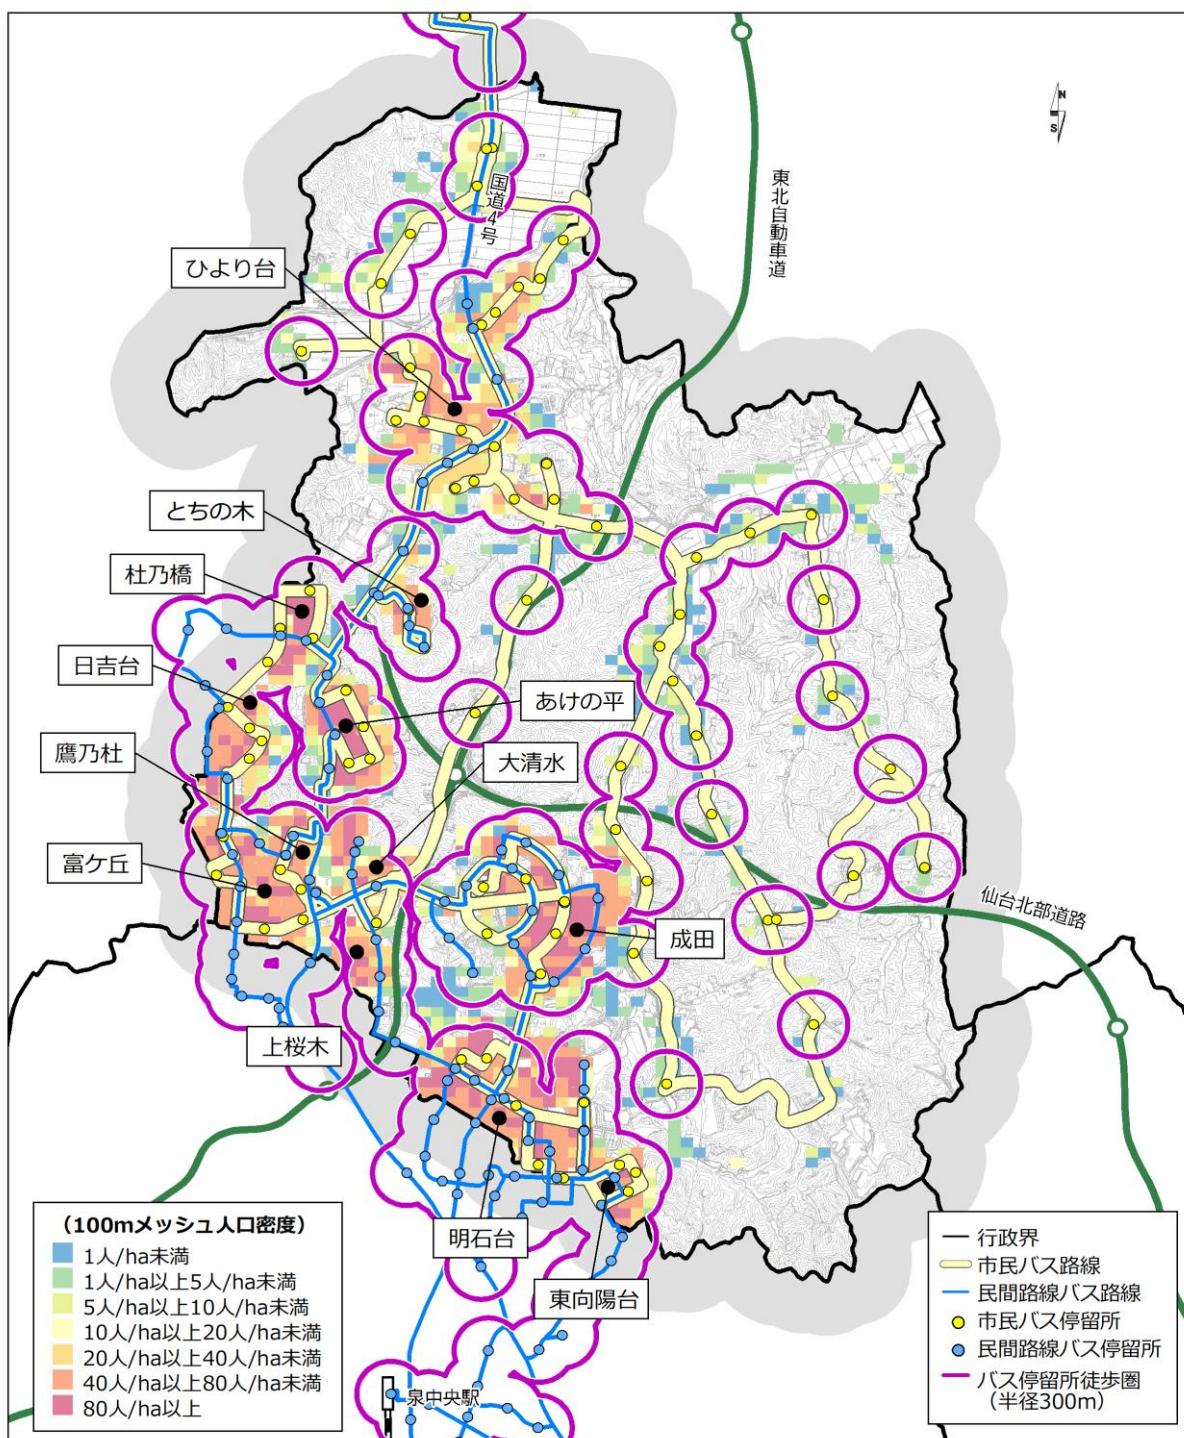 N
S
東北自動車道
国道4号
ひより台
とちの木
杜乃橋
日吉台
あけの平
鷹乃杜
大清水
富ケ丘
成田
仙台北部道路
上桜木
明石台
東向陽台
泉中央駅
（100mメッシュ人口密度）
1人/ha未満
1人/ha以上5人/ha未満
5人/ha以上10人/ha未満
10人/ha以上20人/ha未満
20人/ha以上40人/ha未満
40人/ha以上80人/ha未満
80人/ha以上
行政界
市民バス路線
民間路線バス路線
市民バス停留所
民間路線バス停留所
バス停留所徒歩圏
（半径300m）